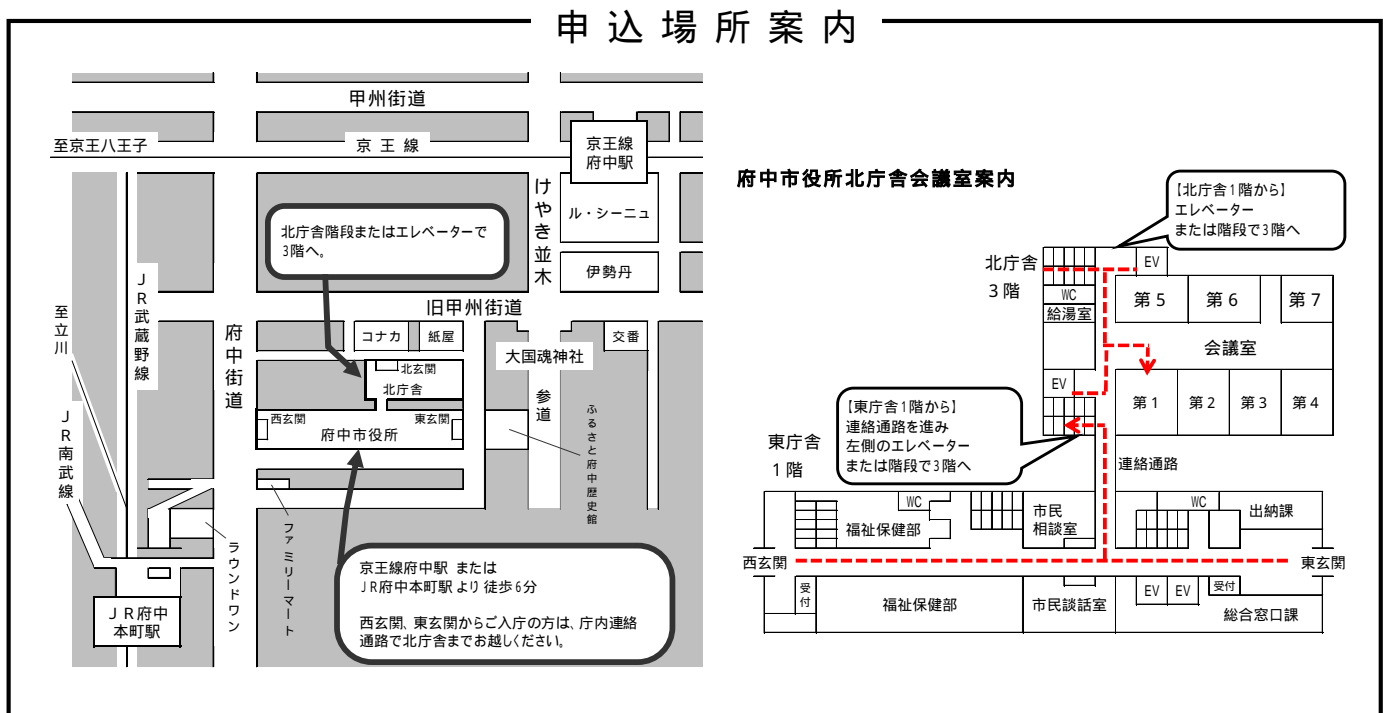 申込場所案内
甲州街道
至京王八王子
京王線
京王線
府中駅
けやき並木
ル・シーニュ
伊勢丹
北庁舎階段またはエレベーターで
3階へ。
旧甲州街道
JR武蔵野線
至立川
JR南武線
府中街道
コナカ
紙屋
交番
大国魂神社
参道
北玄関
北庁舎
西玄関
東玄関
府中市役所
ふるさと府中歴史館
ラウンドワン
ファミリーマート
JR府中
本町駅
京王線府中駅 または
JR府中本町駅より徒歩6分
西玄関、東玄関からご入庁の方は、庁内連絡
通路で北庁舎までお越しください。
府中市役所北庁舎会議室案内
【北庁舎1階から】
エレベーター
または階段で3階へ
北庁舎
3階
EV
WC
給湯室
第5
第6
第7
会議室
EV
第1
第2
第3
第4
【東庁舎1階から】
連絡通路を進み
左側のエレベーター
または階段で3階へ
東庁舎
1階
連絡通路
WC
福祉保健部
市民
相談室
WC
出納課
西玄関
東玄関
受付
福祉保健部
市民談話室
EV
EV
受付
総合窓口課